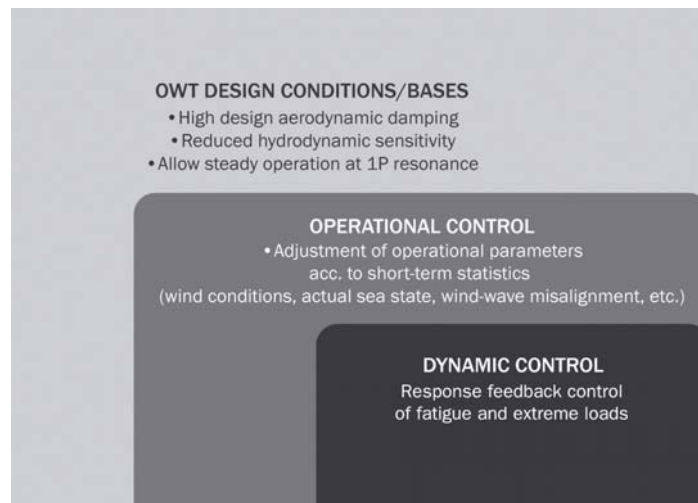 OWT DESIGN CONDITIONS/BASES
•High design aerodynamic damping
•Reduced hydrodynamic sensitivity
•Allow steady operation at 1P resonance
OPERATIONAL CONTROL
•Adjustment of operational parameters
acc. to short-term statistics
(wind conditions, actual sea state, wind-wave misalignment, etc.)
DYNAMIC CONTROL
Response feedback control
of fatigue and extreme loads